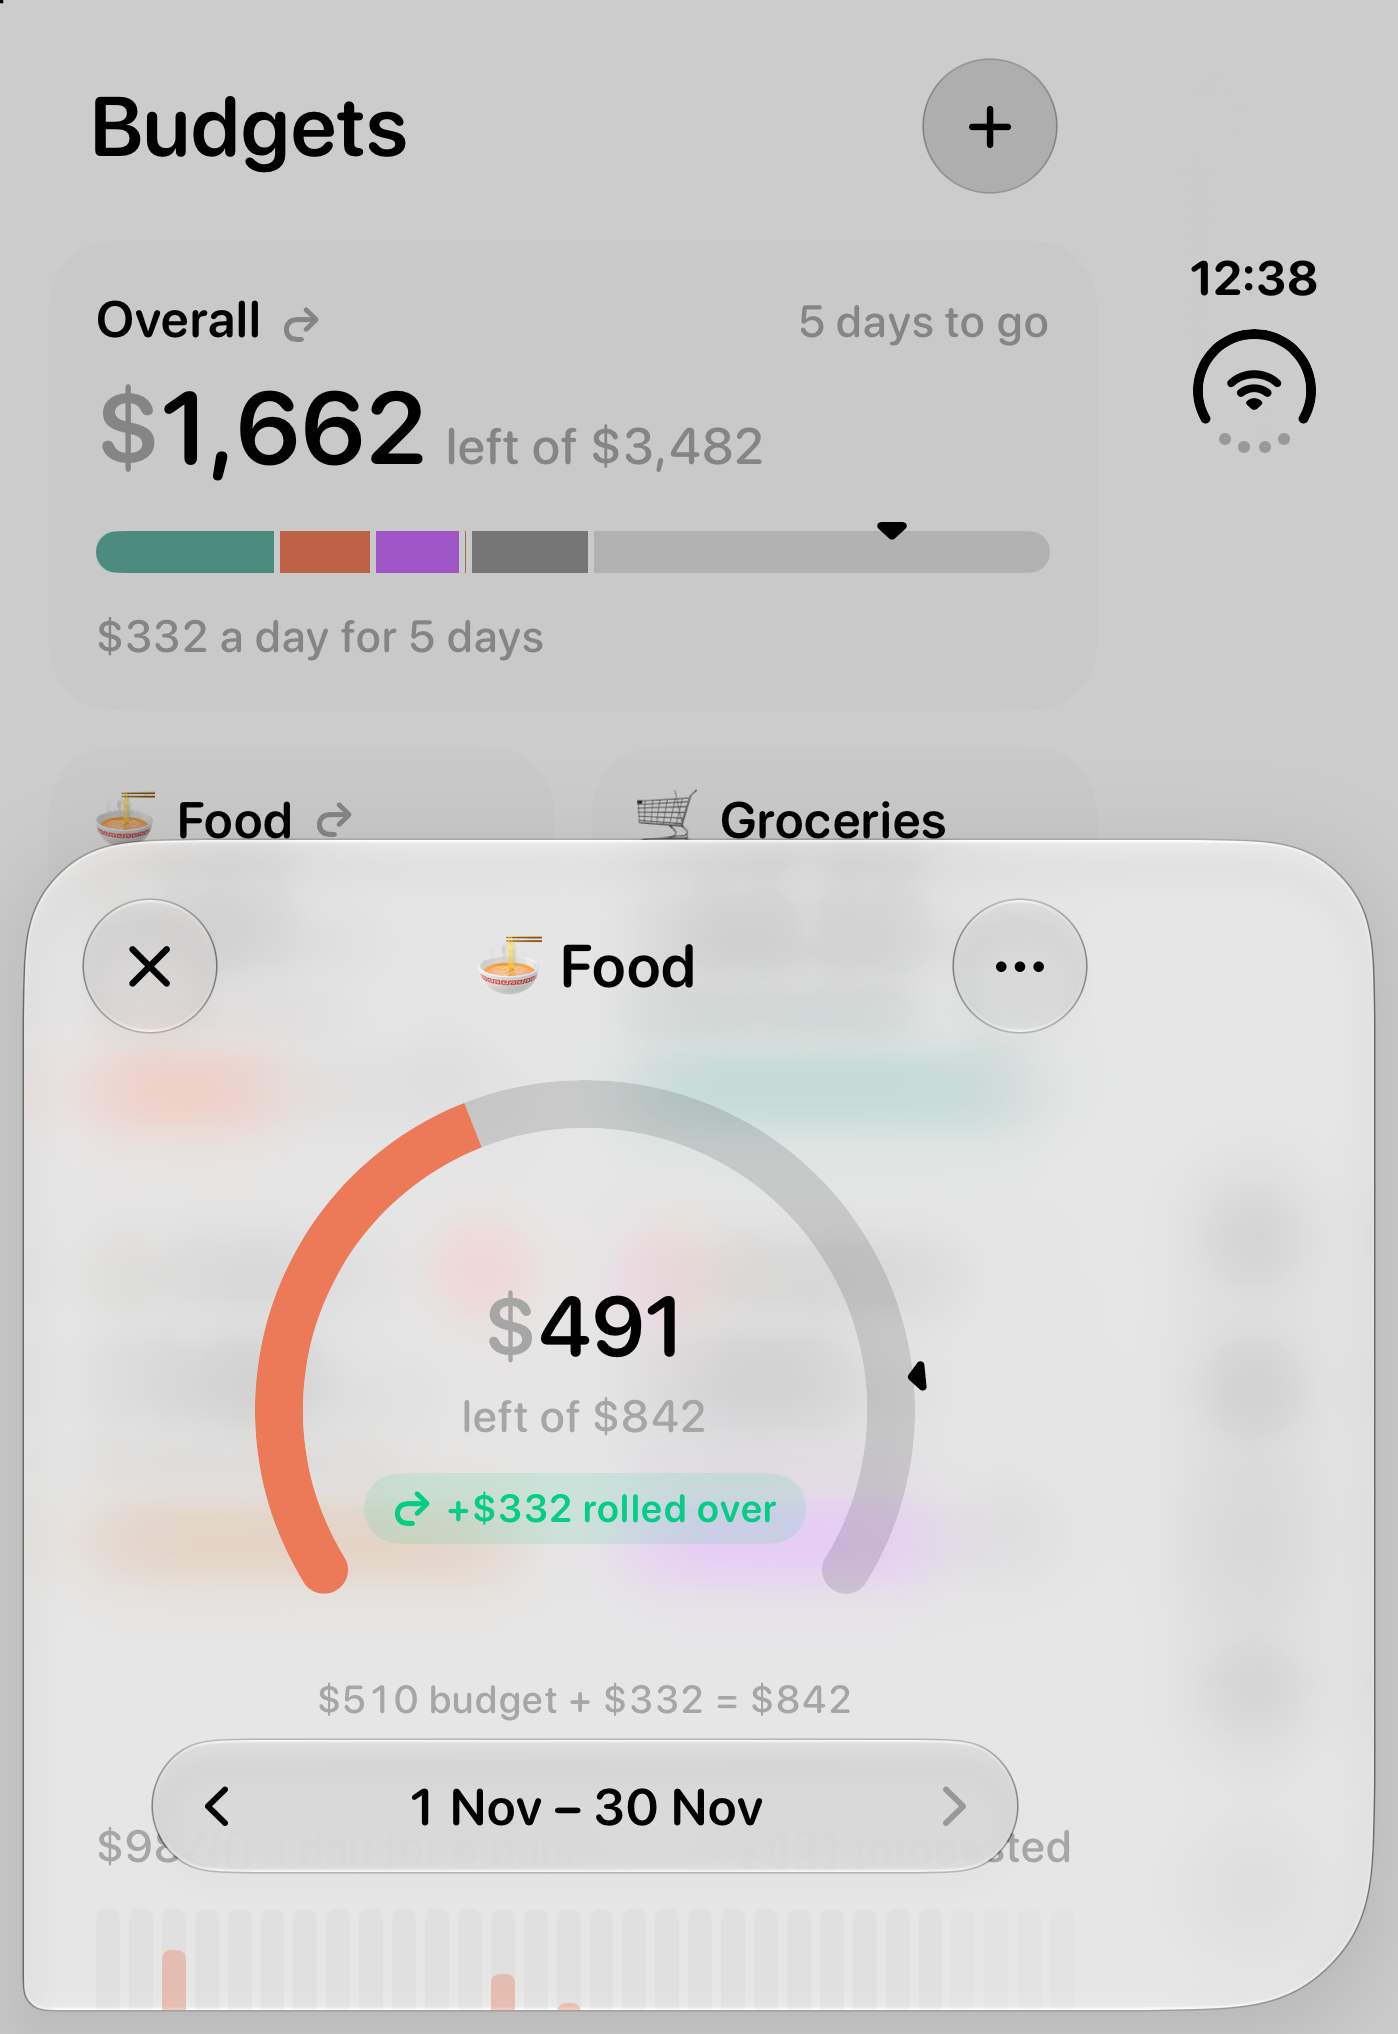 Budgets
12:38
Overall
5 days to go
$1,662 left of $3,482
$332 a day for 5 days
Food
Groceries
Food
$491
left of $842
+$332 rolled over
$510 budget + $332 = $842
1 Nov – 30 Nov